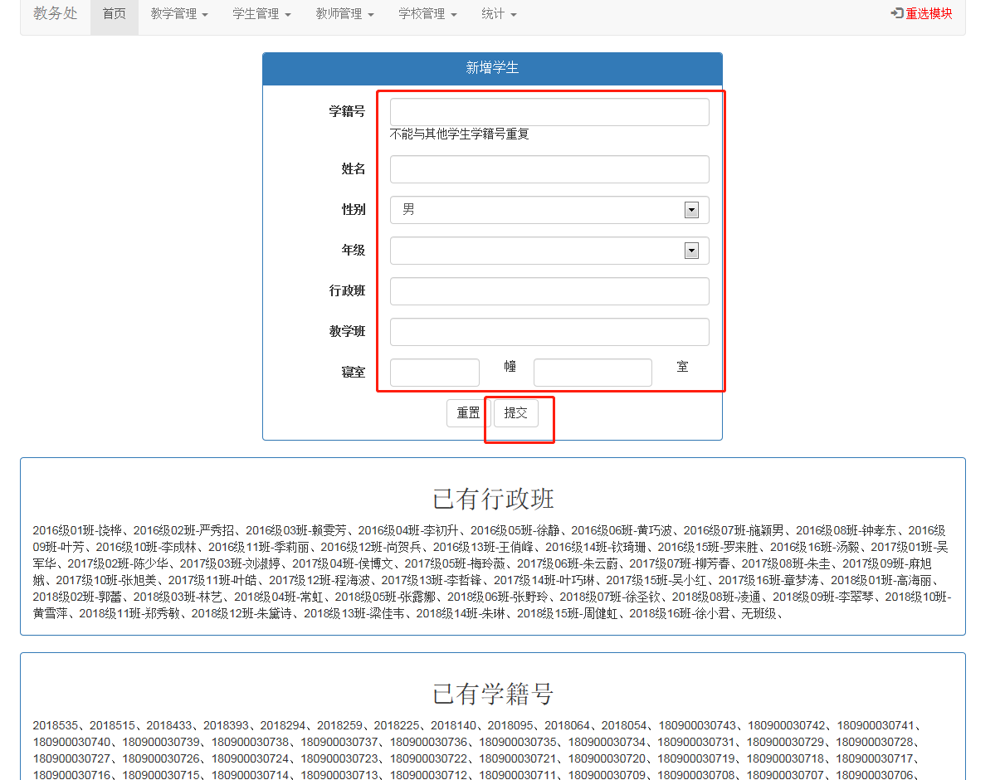 教务处 首页 教学管理 学生管理 教师管理 学校管理 统计 重选模块
新增学生
学籍号
不能与其他学生学籍号重复
姓名
性别 男
年级
行政班
教学班
寝室 幢 室
重置 提交
已有行政班
2016级01班-饶桦、2016级02班-严秀招、2016级03班-赖雯芳、2016级04班-李初升、2016级05班-徐静、2016级06班-黄巧波、2016级07班-施颖男、2016级08班-钟孝东、2016级
09班-叶芳、2016级10班-李成林、2016级11班-季莉丽、2016级12班-尚贺兵、2016级13班-王俏峰、2016级14班-钦琦珊、2016级15班-罗来胜、2016级16班-汤毅、2017级01班-吴
军华、2017级02班-陈少华、2017级03班-刘淑婷、2017级04班-侯博文、2017级05班-梅玲薇、2017级06班-朱云蔚、2017级07班-柳芳春、2017级08班-朱圭、2017级09班-麻旭
娥、2017级10班-张旭美、2017级11班-叶皓、2017级12班-程海波、2017级13班-李哲锋、2017级14班-叶巧琳、2017级15班-吴小红、2017级16班-章梦涛、2018级01班-高海丽、
2018级02班-郭蕾、2018级03班-林艺、2018级04班-常虹、2018级05班-张露娜、2018级06班-张野玲、2018级07班-徐圣钦、2018级08班-凌通、2018级09班-李翠琴、2018级10班-
黄雪萍、2018级11班-郑秀敏、2018级12班-朱黛诗、2018级13班-梁佳韦、2018级14班-朱琳、2018级15班-周健虹、2018级16班-徐小君、无班级、
已有学籍号
2018535、2018515、2018433、2018393、2018294、2018259、2018225、2018140、2018095、2018064、2018054、180900030743、180900030742、180900030741、
180900030740、180900030739、180900030738、180900030737、180900030736、180900030735、180900030734、180900030731、180900030729、180900030728、
180900030727、180900030726、180900030724、180900030723、180900030722、180900030721、180900030720、180900030719、180900030718、180900030717、
180900030716、180900030715、180900030714、180900030713、180900030712、180900030711、180900030709、180900030708、180900030707、180900030706、